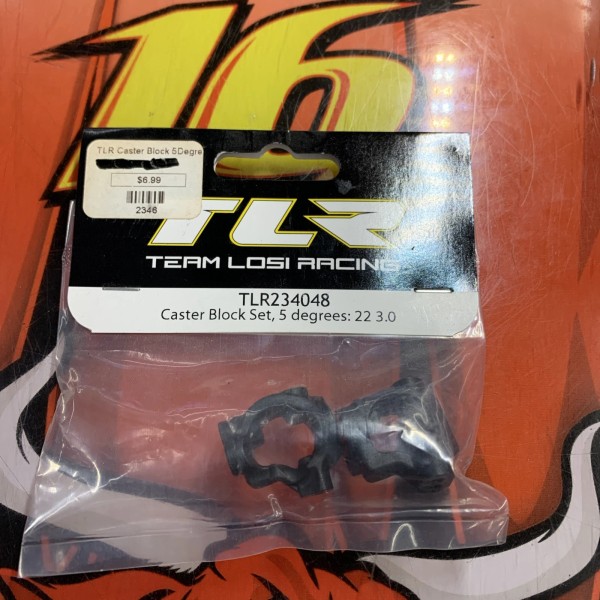 16
TLR Caster Block 5Degre
$6.99
2346
TLR
TEAM LOSI RACING
TLR234048
Caster Block Set, 5 degrees: 22 3.0